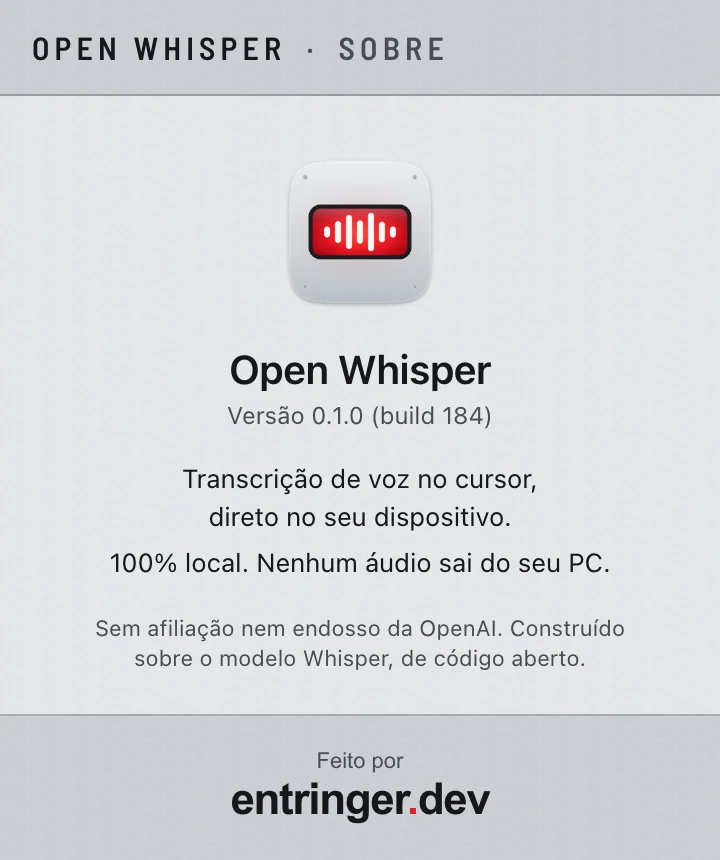 OPEN WHISPER · SOBRE
Open Whisper
Versão 0.1.0 (build 184)
Transcrição de voz no cursor,
direto no seu dispositivo.
100% local. Nenhum áudio sai do seu PC.
Sem afiliação nem endosso da OpenAI. Construído
sobre o modelo Whisper, de código aberto.
Feito por
entringer.dev